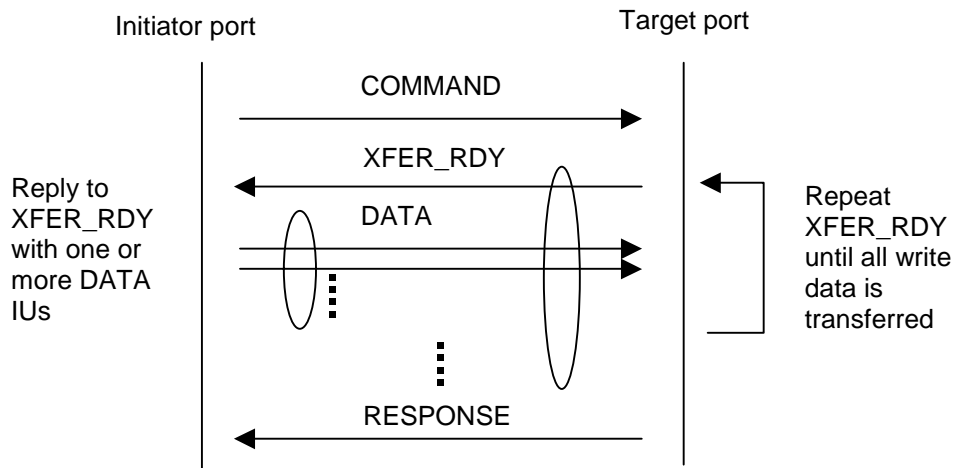 Initiator port
Target port
COMMAND
XFER_RDY
DATA
Reply to
XFER_RDY
with one or
more DATA
IUs
Repeat
XFER_RDY
until all write
data is
transferred
RESPONSE